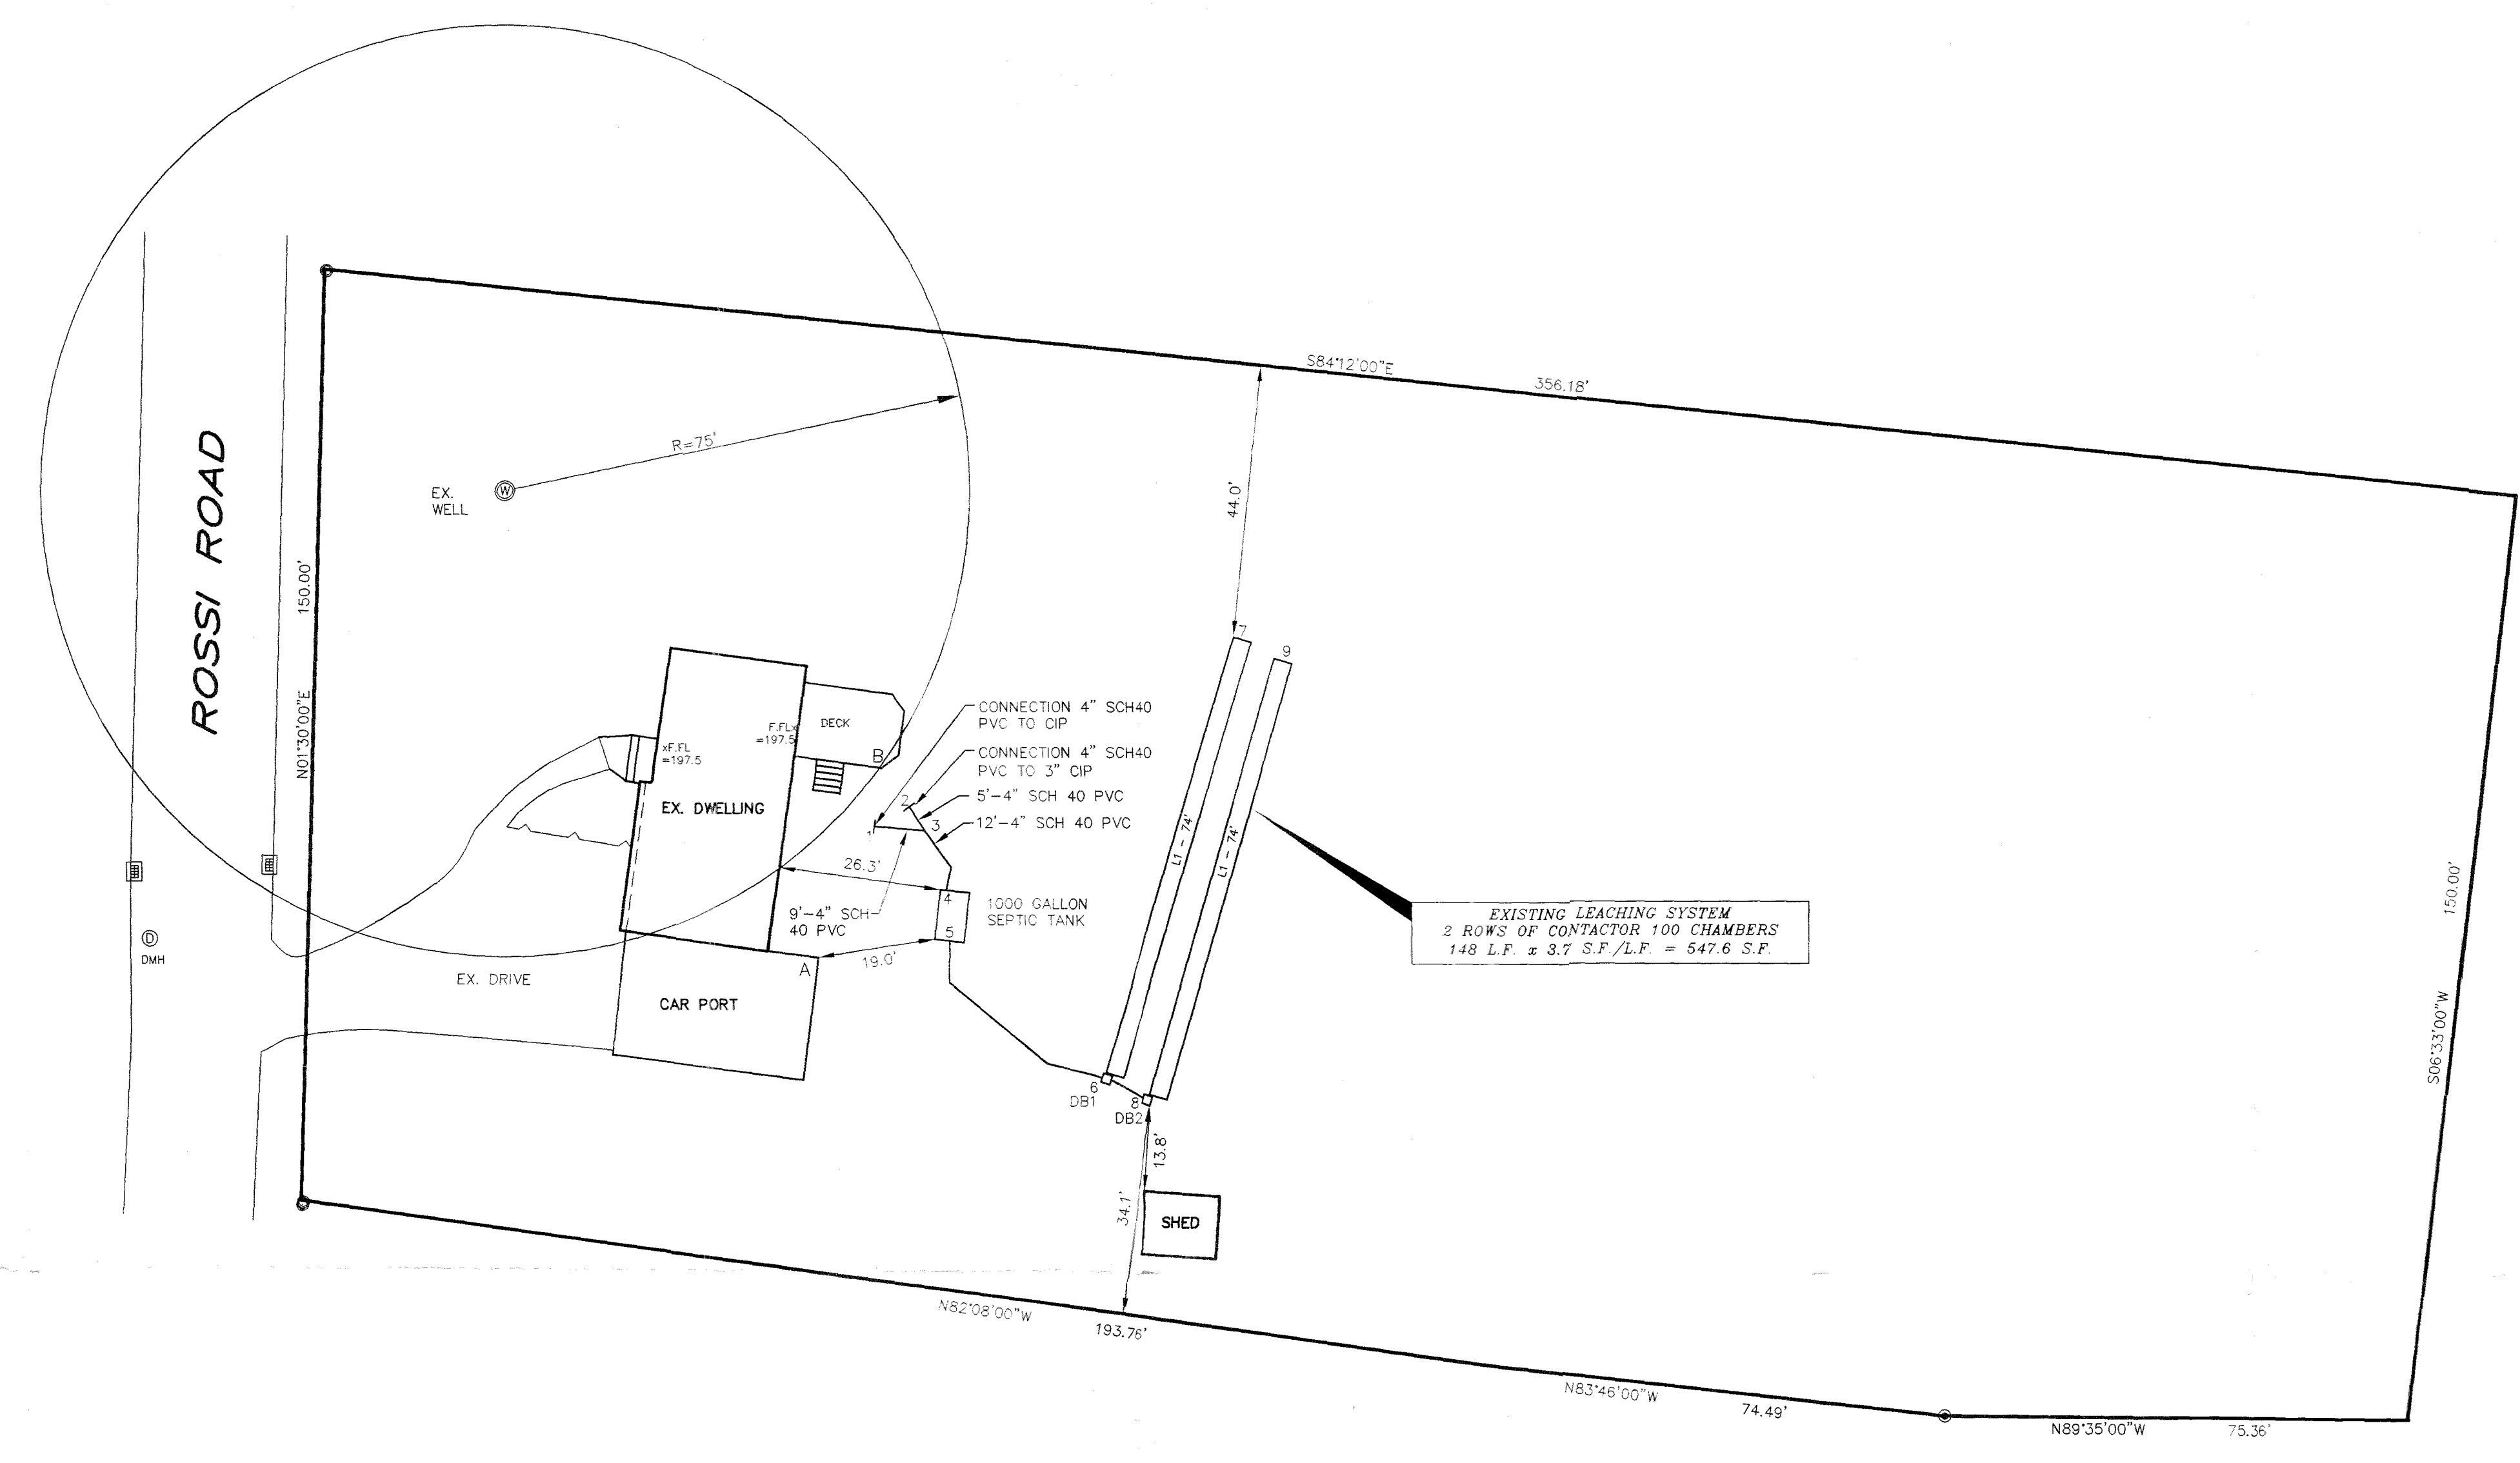 S84°12'00"E
356.18'
R=75'
W
EX.
WELL
44.0'
ROSSI ROAD
150.00'
N01°30'00"E
7
9
CONNECTION 4" SCH40
PVC TO CIP
DECK
F.FLx
=197.5
xF.FL
=197.5
B
CONNECTION 4" SCH40
PVC TO 3" CIP
EX. DWELLING
2
5'-4" SCH 40 PVC
1
3
12'-4" SCH 40 PVC
L1 - 74'
L1 - 74'
26.3'
4
1000 GALLON
SEPTIC TANK
9'-4" SCH
40 PVC
5
EXISTING LEACHING SYSTEM
2 ROWS OF CONTACTOR 100 CHAMBERS
148 L.F. x 3.7 S.F./L.F. = 547.6 S.F.
150.00'
S06°33'00"W
D
DMH
A
19.0'
EX. DRIVE
CAR PORT
6
DB1
8
DB2
13.8'
34.1'
SHED
N82°08'00"W
193.76'
N83°46'00"W
74.49'
N89°35'00"W
75.36'